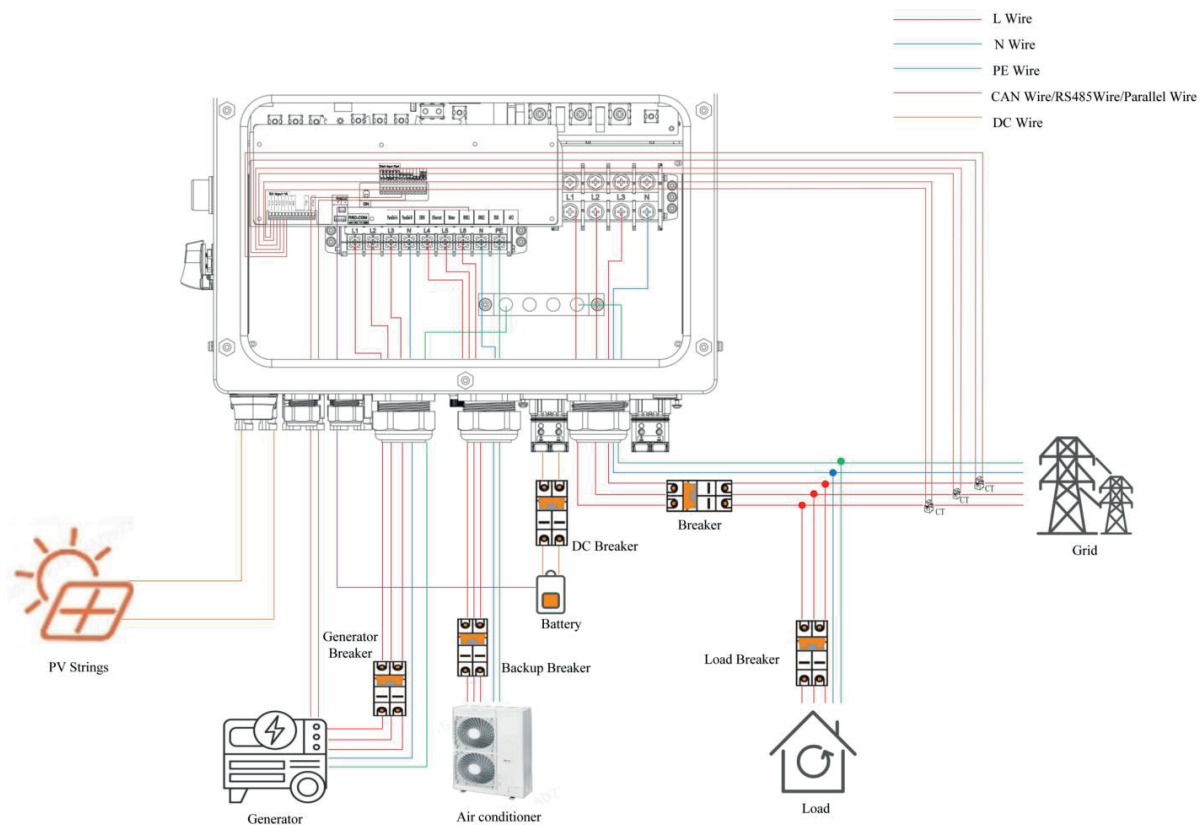 L Wire
N Wire
PE Wire
CAN Wire/RS485Wire/Parallel Wire
DC Wire
L1 L2 L3 N
ON
L1 L2 L3 N L4 L5 L6 N PE
CT
CT
CT
Breaker
DC Breaker
Grid
Battery
Generator
Breaker
Backup Breaker
Load Breaker
PV Strings
Generator
Air conditioner
Load